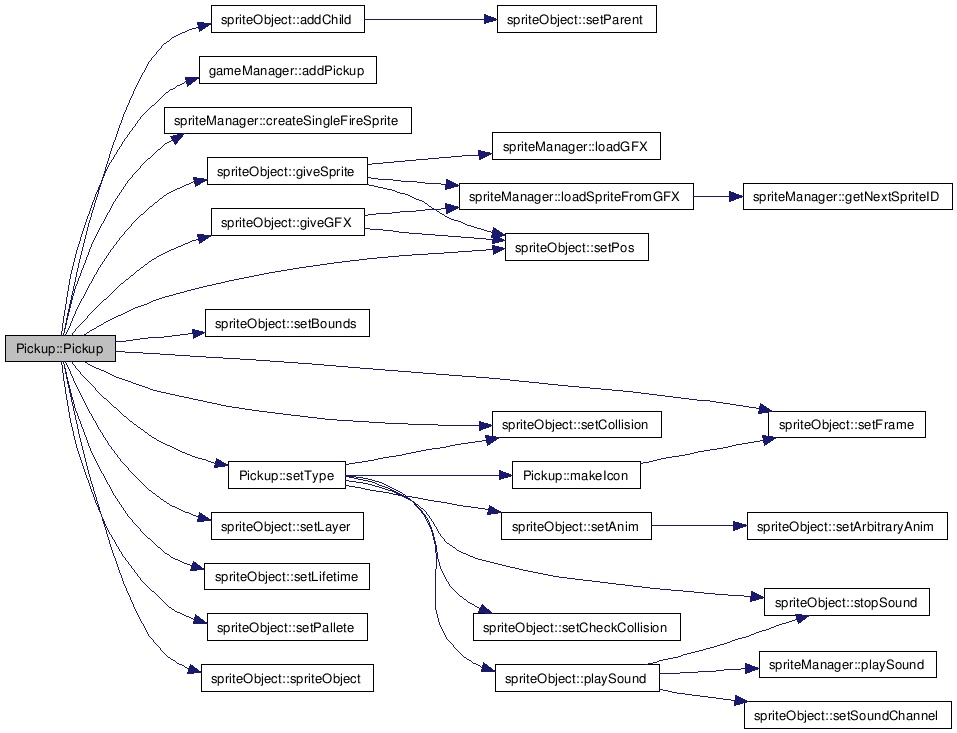 spriteObject::addChild
spriteObject::setParent
gameManager::addPickup
spriteManager::createSingleFireSprite
spriteManager::loadGFX
spriteObject::giveSprite
spriteManager::loadSpriteFromGFX
spriteManager::getNextSpriteID
spriteObject::giveGFX
spriteObject::setPos
spriteObject::setBounds
Pickup::Pickup
spriteObject::setCollision
spriteObject::setFrame
Pickup::setType
Pickup::makeIcon
spriteObject::setLayer
spriteObject::setAnim
spriteObject::setArbitraryAnim
spriteObject::setLifetime
spriteObject::stopSound
spriteObject::setPallete
spriteObject::setCheckCollision
spriteManager::playSound
spriteObject::spriteObject
spriteObject::playSound
spriteObject::setSoundChannel